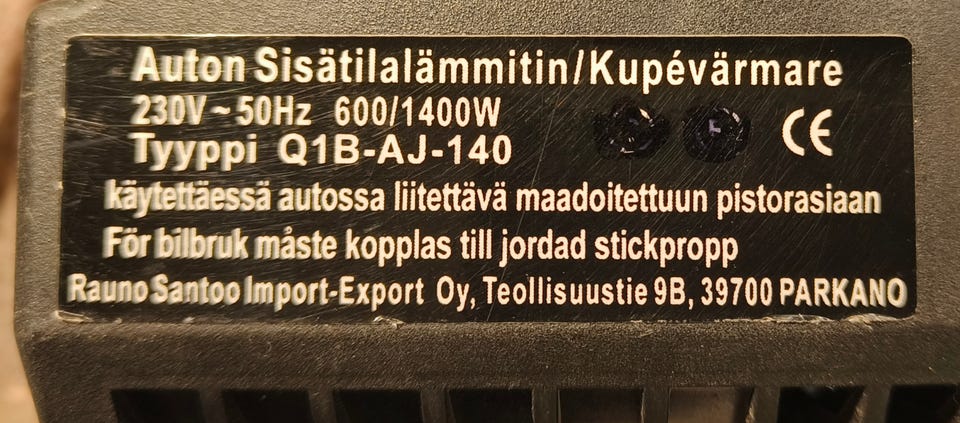 Auton Sisätilalämmitin/Kupévärmare
230V ~ 50Hz 600/1400W
Tyyppi Q1B-AJ-140
CE
käytettäessä autossa liitettävä maadoitettuun pistorasiaan
För bilbruk måste kopplas till jordad stickpropp
Rauno Santoo Import-Export Oy, Teollisuustie 9B, 39700 PARKANO